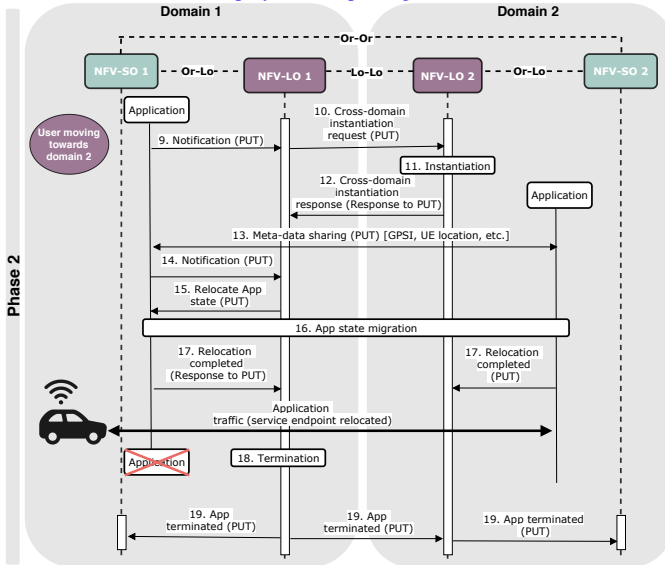 Domain 1
Domain 2
Or-Or
NFV-SO 1
Or-Lo
NFV-LO 1
Lo-Lo
NFV-LO 2
Or-Lo
NFV-SO 2
Application
User moving
towards
domain 2
9. Notification (PUT)
10. Cross-domain
instantiation
request (PUT)
11. Instantiation
12. Cross-domain
instantiation
response (Response to PUT)
Application
13. Meta-data sharing (PUT) [GPSI, UE location, etc.]
14. Notification (PUT)
15. Relocate App
state (PUT)
Phase 2
16. App state migration
17. Relocation
completed
(Response to PUT)
17. Relocation
completed
(PUT)
Application
traffic (service endpoint relocated)
Application
18. Termination
19. App
terminated (PUT)
19. App
terminated (PUT)
19. App terminated
(PUT)